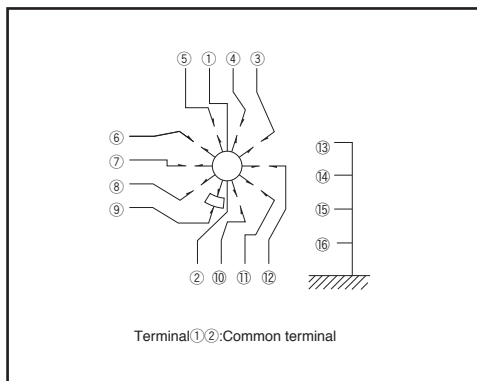 ⑤ ① ④ ③
⑥
⑬
⑦
⑭
⑧
⑨
⑮
⑯
② ⑩ ⑪ ⑫
Terminal①②:Common terminal